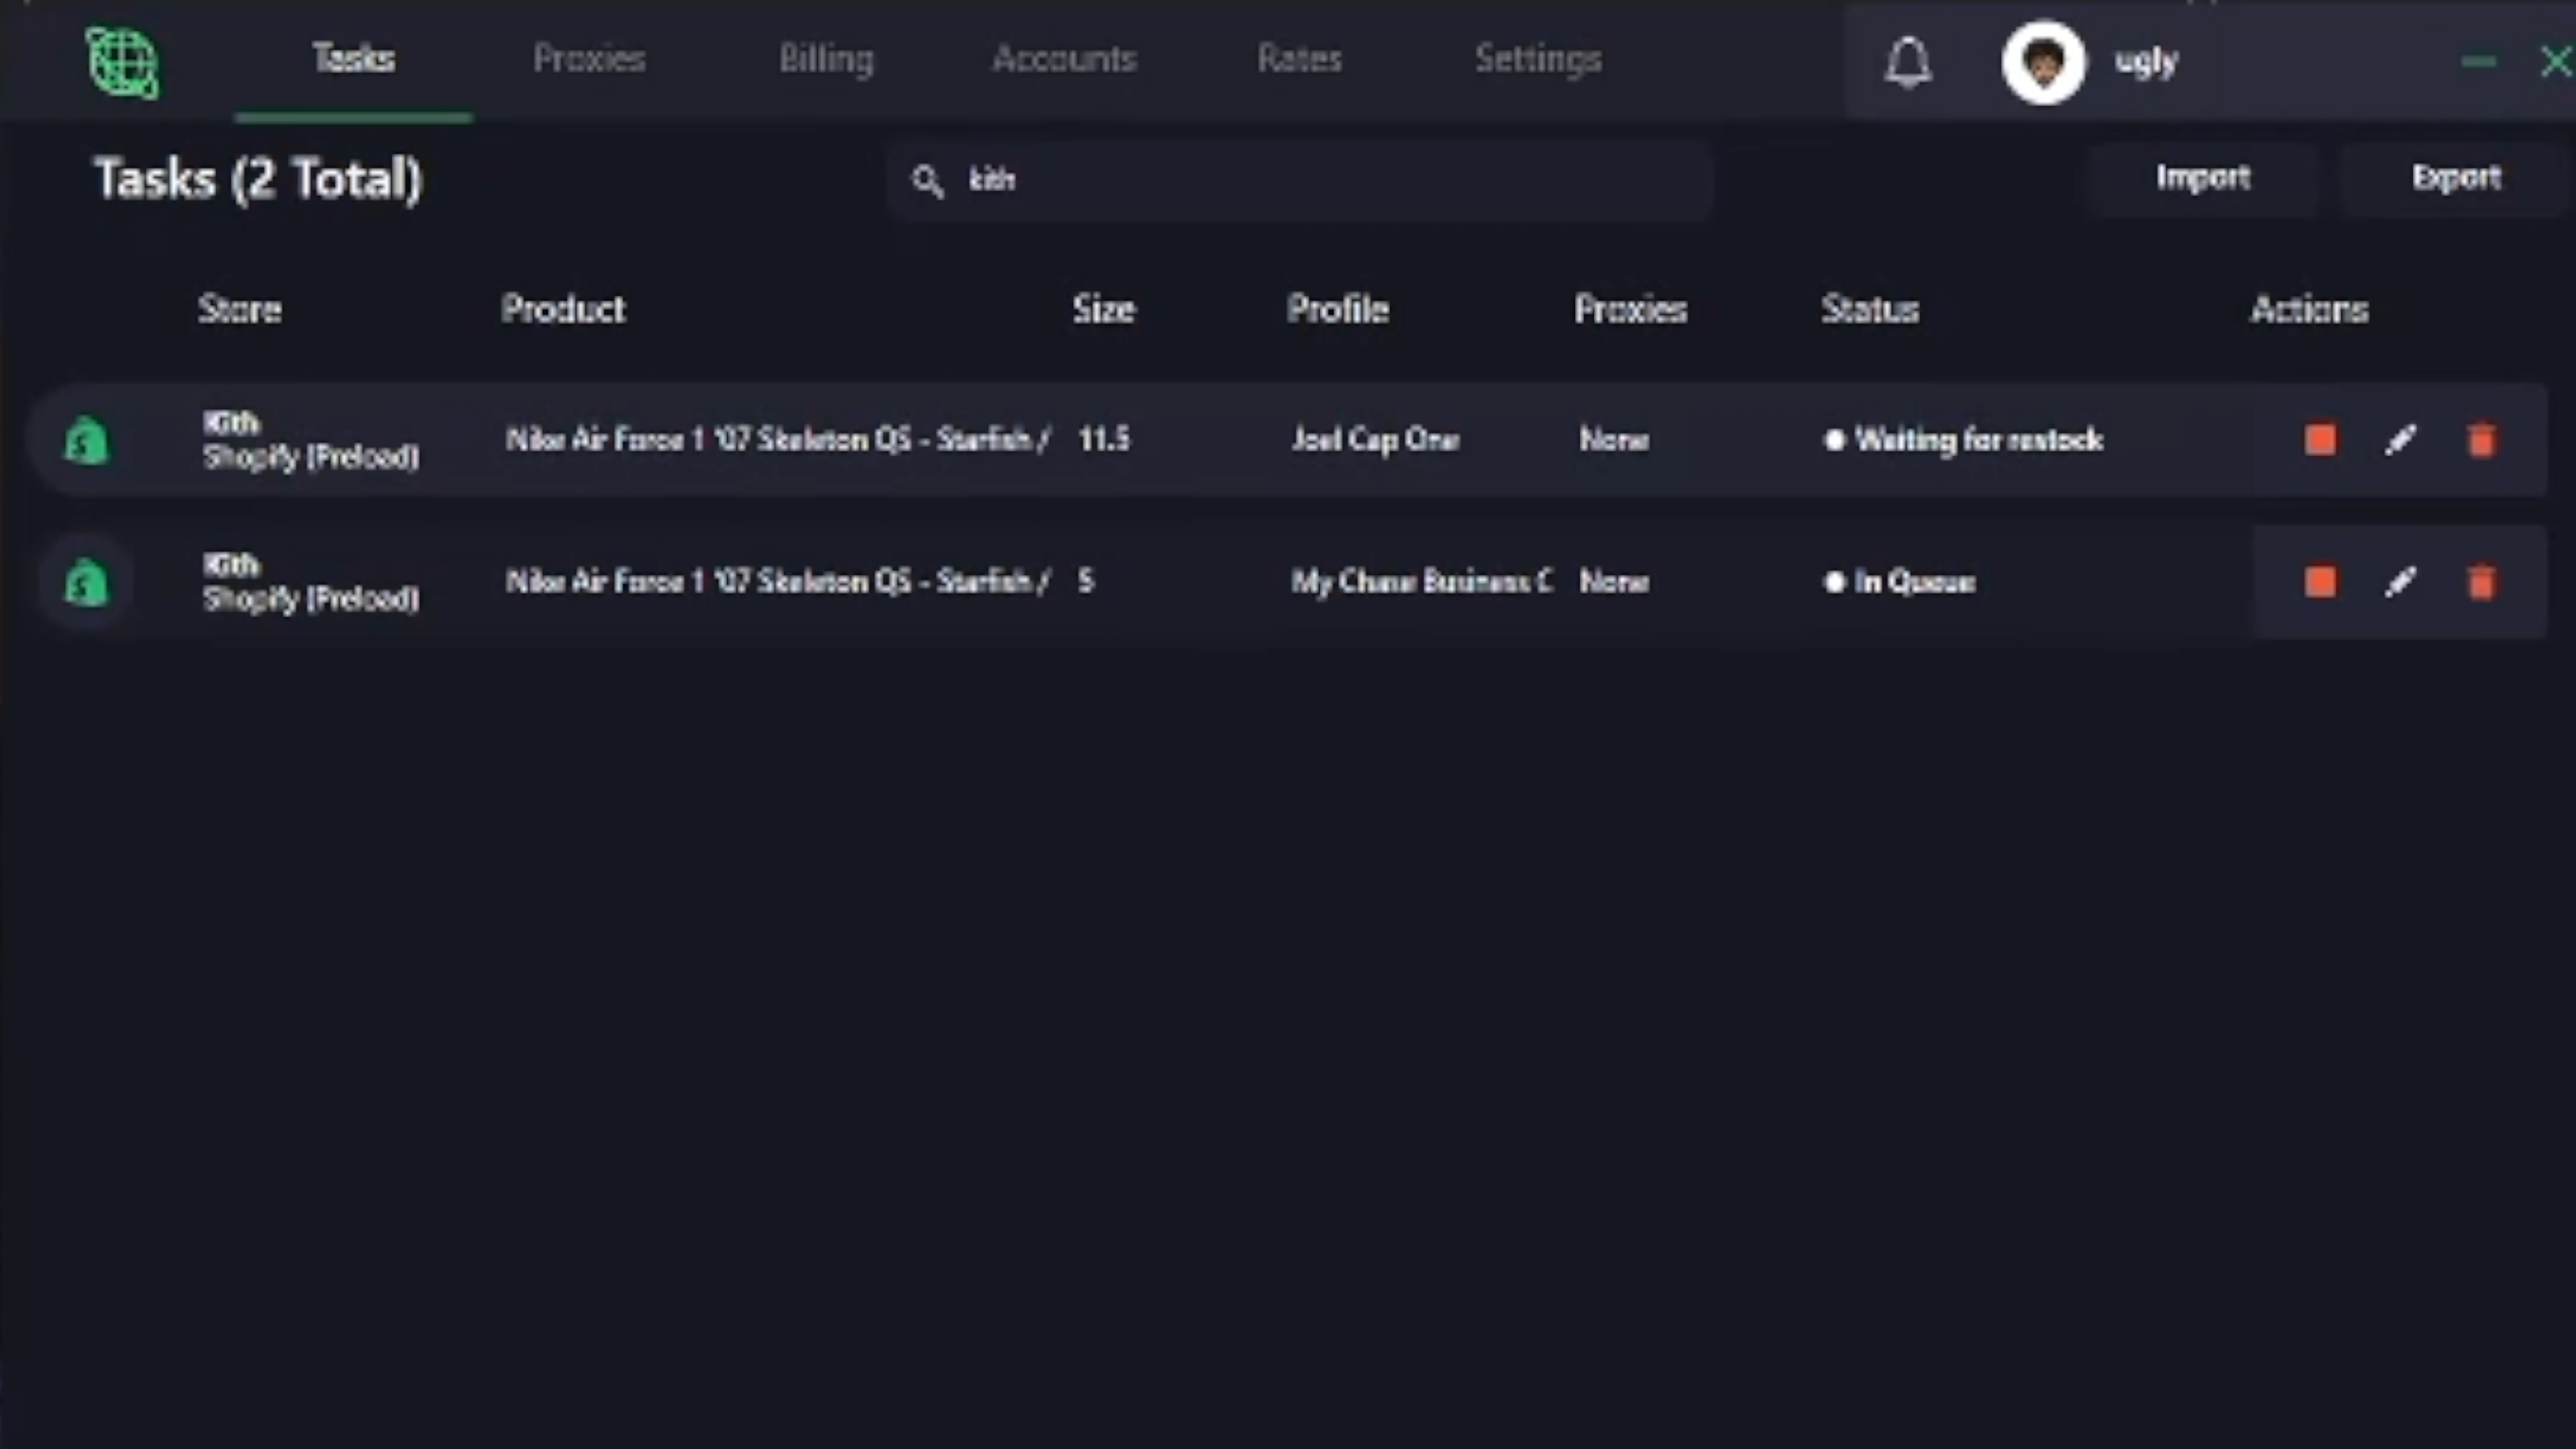 Tasks Proxies Billing Accounts Rates Settings ugly
Tasks (2 Total) kith Import Export
Store Product Size Profile Proxies Status Actions
Kith
Shopify (Preload)
Nike Air Force 1 '07 Skeleton QS - Starfish / 11.5 Joel Cap One None Waiting for restock
Kith
Shopify (Preload)
Nike Air Force 1 '07 Skeleton QS - Starfish / 5 My Chase Business C None In Queue